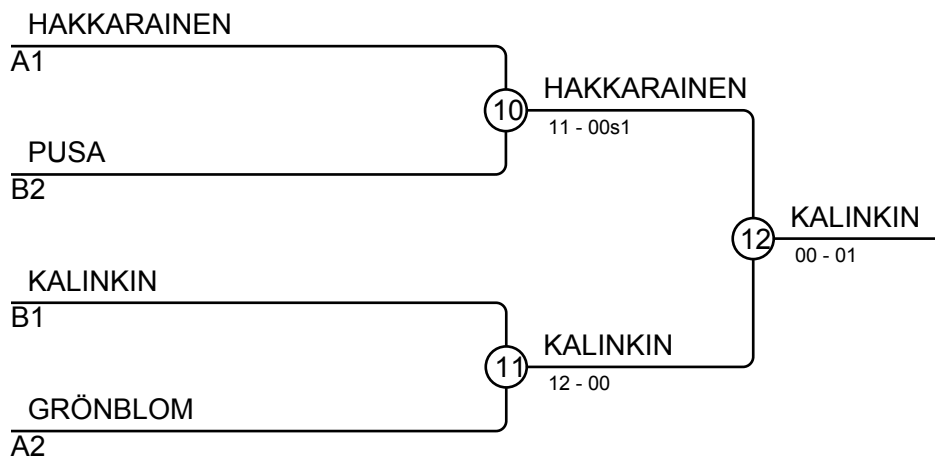 HAKKARAINEN
A1
10
HAKKARAINEN
11 - 00s1
PUSA
B2
12
KALINKIN
00 - 01
KALINKIN
B1
11
KALINKIN
12 - 00
GRÖNBLOM
A2